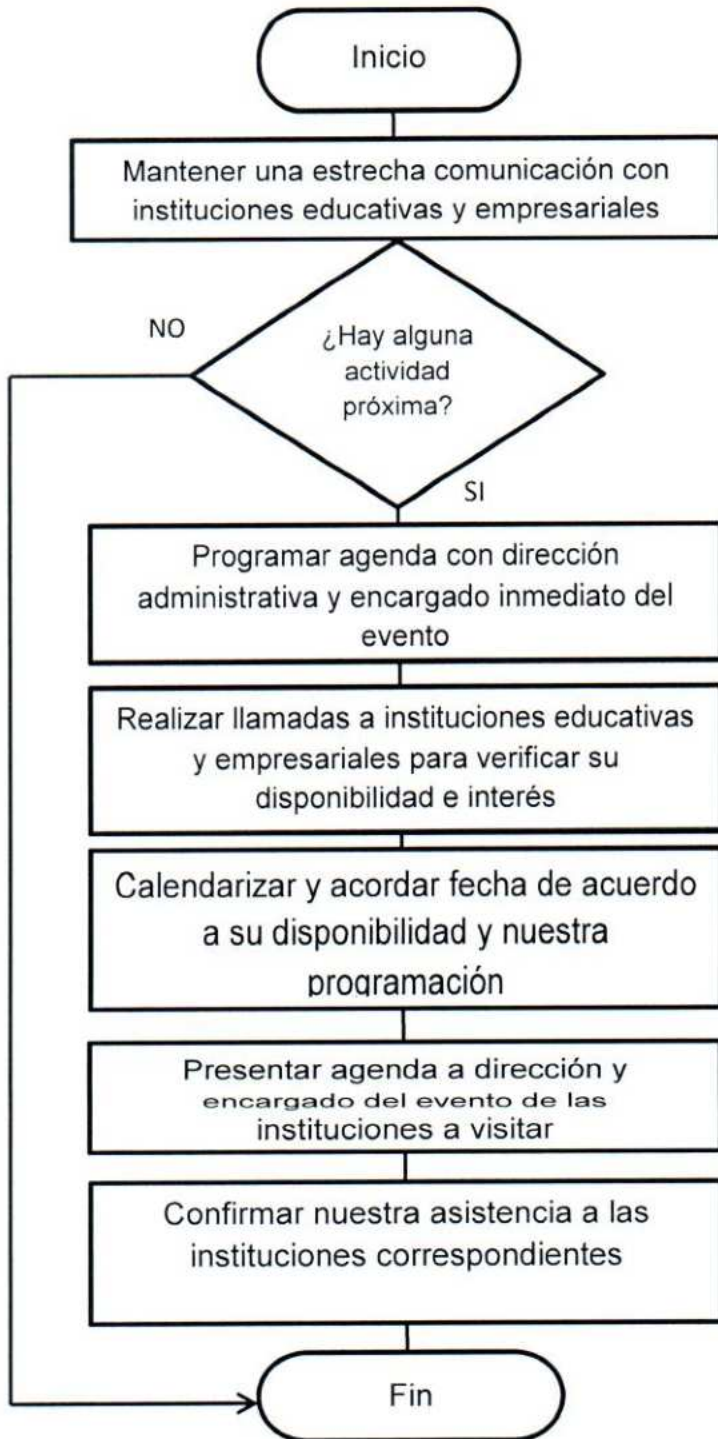 Inicio
Mantener una estrecha comunicación con
instituciones educativas y empresariales
NO
¿Hay alguna
actividad
próxima?
SI
Programar agenda con dirección
administrativa y encargado inmediato del
evento
Realizar llamadas a instituciones educativas
y empresariales para verificar su
disponibilidad e interés
Calendarizar y acordar fecha de acuerdo
a su disponibilidad y nuestra
programación
Presentar agenda a dirección y
encargado del evento de las
instituciones a visitar
Confirmar nuestra asistencia a las
instituciones correspondientes
Fin